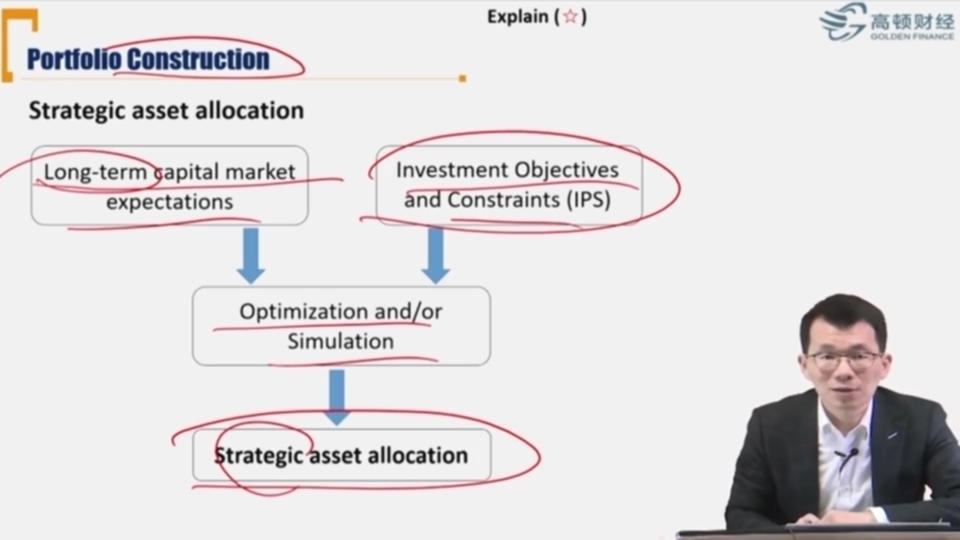 Explain (☆)
高顿财经
GOLDEN FINANCE
Portfolio Construction
Strategic asset allocation
Long-term capital market
expectations
Investment Objectives
and Constraints (IPS)
Optimization and/or
Simulation
Strategic asset allocation